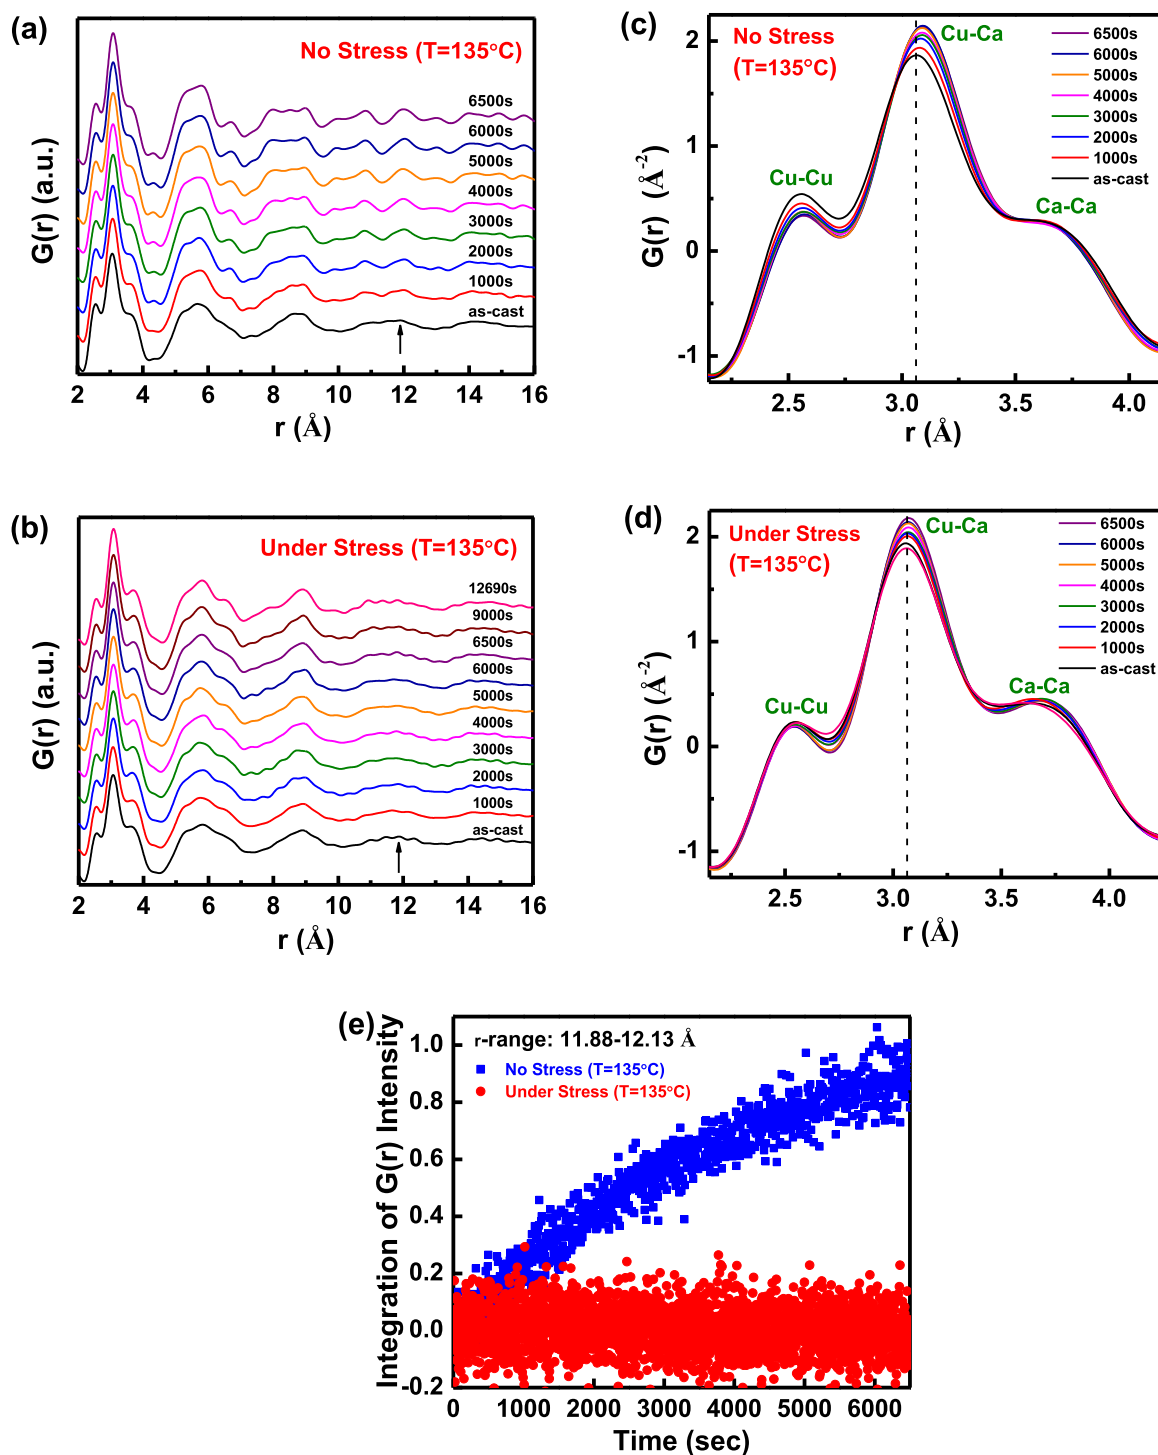 (a)
No Stress (T=135°C)
6500s
6000s
5000s
4000s
3000s
2000s
1000s
as-cast
G(r) (a.u.)
2 4 6 8 10 12 14 16
r (Å)
(c)
No Stress
(T=135°C)
Cu-Ca
Cu-Cu
Ca-Ca
6500s
6000s
5000s
4000s
3000s
2000s
1000s
as-cast
G(r) (Å⁻²)
2
1
0
-1
2.5 3.0 3.5 4.0
r (Å)
(b)
Under Stress (T=135°C)
12690s
9000s
6500s
6000s
5000s
4000s
3000s
2000s
1000s
as-cast
G(r) (a.u.)
2 4 6 8 10 12 14 16
r (Å)
(d)
Under Stress
(T=135°C)
Cu-Ca
Cu-Cu
Ca-Ca
6500s
6000s
5000s
4000s
3000s
2000s
1000s
as-cast
G(r) (Å⁻²)
2
1
0
-1
2.5 3.0 3.5 4.0
r (Å)
(e)
r-range: 11.88-12.13 Å
No Stress (T=135°C)
Under Stress (T=135°C)
Integration of G(r) Intensity
1.0
0.8
0.6
0.4
0.2
0.0
-0.2
0 1000 2000 3000 4000 5000 6000
Time (sec)